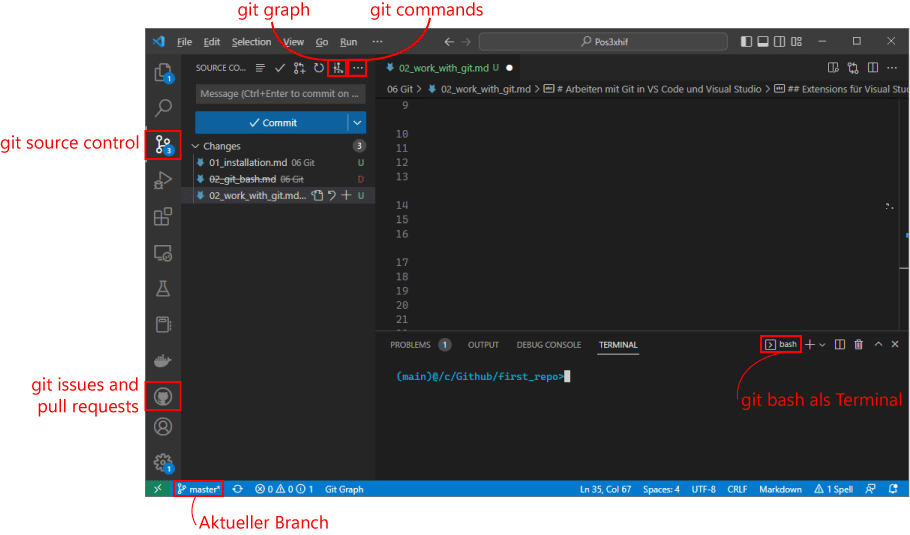 git graph
git commands
File Edit Selection View Go Run ···
Pos3xhif
SOURCE CO...
02_work_with_git.md U
1
Message (Ctrl+Enter to commit on ...
06 Git > 02_work_with_git.md > # Arbeiten mit Git in VS Code und Visual Studio > ## Extensions für Visual Stud
Commit
git source control
3
Changes 3
01_installation.md 06 Git U
02_git_bash.md 06 Git D
02_work_with_git.md... U
9
10
11
12
13
14
15
16
17
18
19
20
21
PROBLEMS 1 OUTPUT DEBUG CONSOLE TERMINAL
bash
(main)@/c/Github/first_repo>
git issues and
pull requests
git bash als Terminal
1
master* 0 0 1 Git Graph
Ln 35, Col 67 Spaces: 4 UTF-8 CRLF Markdown 1 Spell
Aktueller Branch